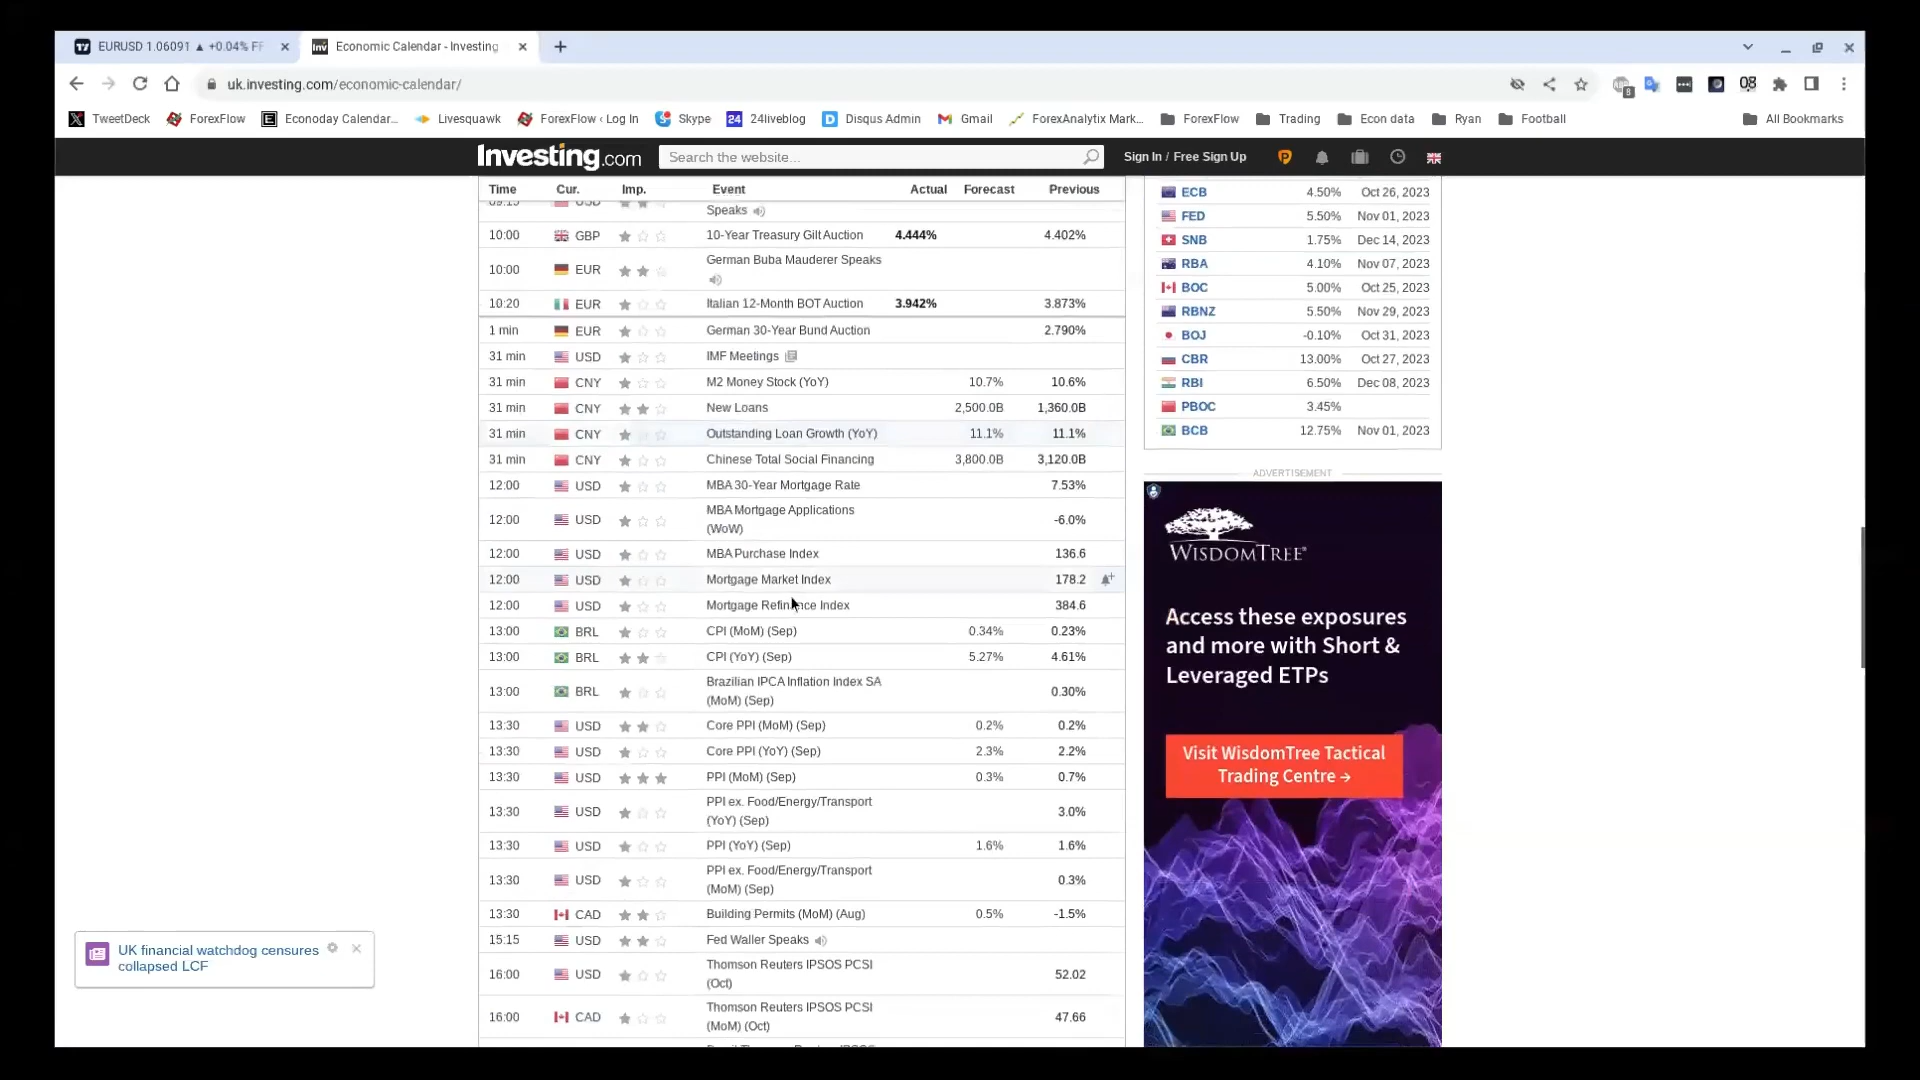 EURUSD 1.06091 ▲ +0.04% FF
Economic Calendar - Investing
uk.investing.com/economic-calendar/
TweetDeck ForexFlow Econoday Calendar... Livesquawk ForexFlow ‹ Log In Skype 24liveblog Disqus Admin Gmail ForexAnalytix Mark... ForexFlow Trading Econ data Ryan Football All Bookmarks
Investing.com Search the website... Sign In / Free Sign Up
Time Cur. Imp. Event Actual Forecast Previous
09:15 USD Speaks
10:00 GBP 10-Year Treasury Gilt Auction 4.444% 4.402%
10:00 EUR German Buba Mauderer Speaks
10:20 EUR Italian 12-Month BOT Auction 3.942% 3.873%
1 min EUR German 30-Year Bund Auction 2.790%
31 min USD IMF Meetings
31 min CNY M2 Money Stock (YoY) 10.7% 10.6%
31 min CNY New Loans 2,500.0B 1,360.0B
31 min CNY Outstanding Loan Growth (YoY) 11.1% 11.1%
31 min CNY Chinese Total Social Financing 3,800.0B 3,120.0B
12:00 USD MBA 30-Year Mortgage Rate 7.53%
12:00 USD MBA Mortgage Applications
(WoW) -6.0%
12:00 USD MBA Purchase Index 136.6
12:00 USD Mortgage Market Index 178.2
12:00 USD Mortgage Refinance Index 384.6
13:00 BRL CPI (MoM) (Sep) 0.34% 0.23%
13:00 BRL CPI (YoY) (Sep) 5.27% 4.61%
13:00 BRL Brazilian IPCA Inflation Index SA
(MoM) (Sep) 0.30%
13:30 USD Core PPI (MoM) (Sep) 0.2% 0.2%
13:30 USD Core PPI (YoY) (Sep) 2.3% 2.2%
13:30 USD PPI (MoM) (Sep) 0.3% 0.7%
13:30 USD PPI ex. Food/Energy/Transport
(YoY) (Sep) 3.0%
13:30 USD PPI (YoY) (Sep) 1.6% 1.6%
13:30 USD PPI ex. Food/Energy/Transport
(MoM) (Sep) 0.3%
13:30 CAD Building Permits (MoM) (Aug) 0.5% -1.5%
15:15 USD Fed Waller Speaks
16:00 USD Thomson Reuters IPSOS PCSI
(Oct) 52.02
16:00 CAD Thomson Reuters IPSOS PCSI
(MoM) (Oct) 47.66
ECB 4.50% Oct 26, 2023
FED 5.50% Nov 01, 2023
SNB 1.75% Dec 14, 2023
RBA 4.10% Nov 07, 2023
BOC 5.00% Oct 25, 2023
RBNZ 5.50% Nov 29, 2023
BOJ -0.10% Oct 31, 2023
CBR 13.00% Oct 27, 2023
RBI 6.50% Dec 08, 2023
PBOC 3.45%
BCB 12.75% Nov 01, 2023
ADVERTISEMENT
WISDOMTREE®
Access these exposures
and more with Short &
Leveraged ETPs
Visit WisdomTree Tactical
Trading Centre →
UK financial watchdog censures
collapsed LCF